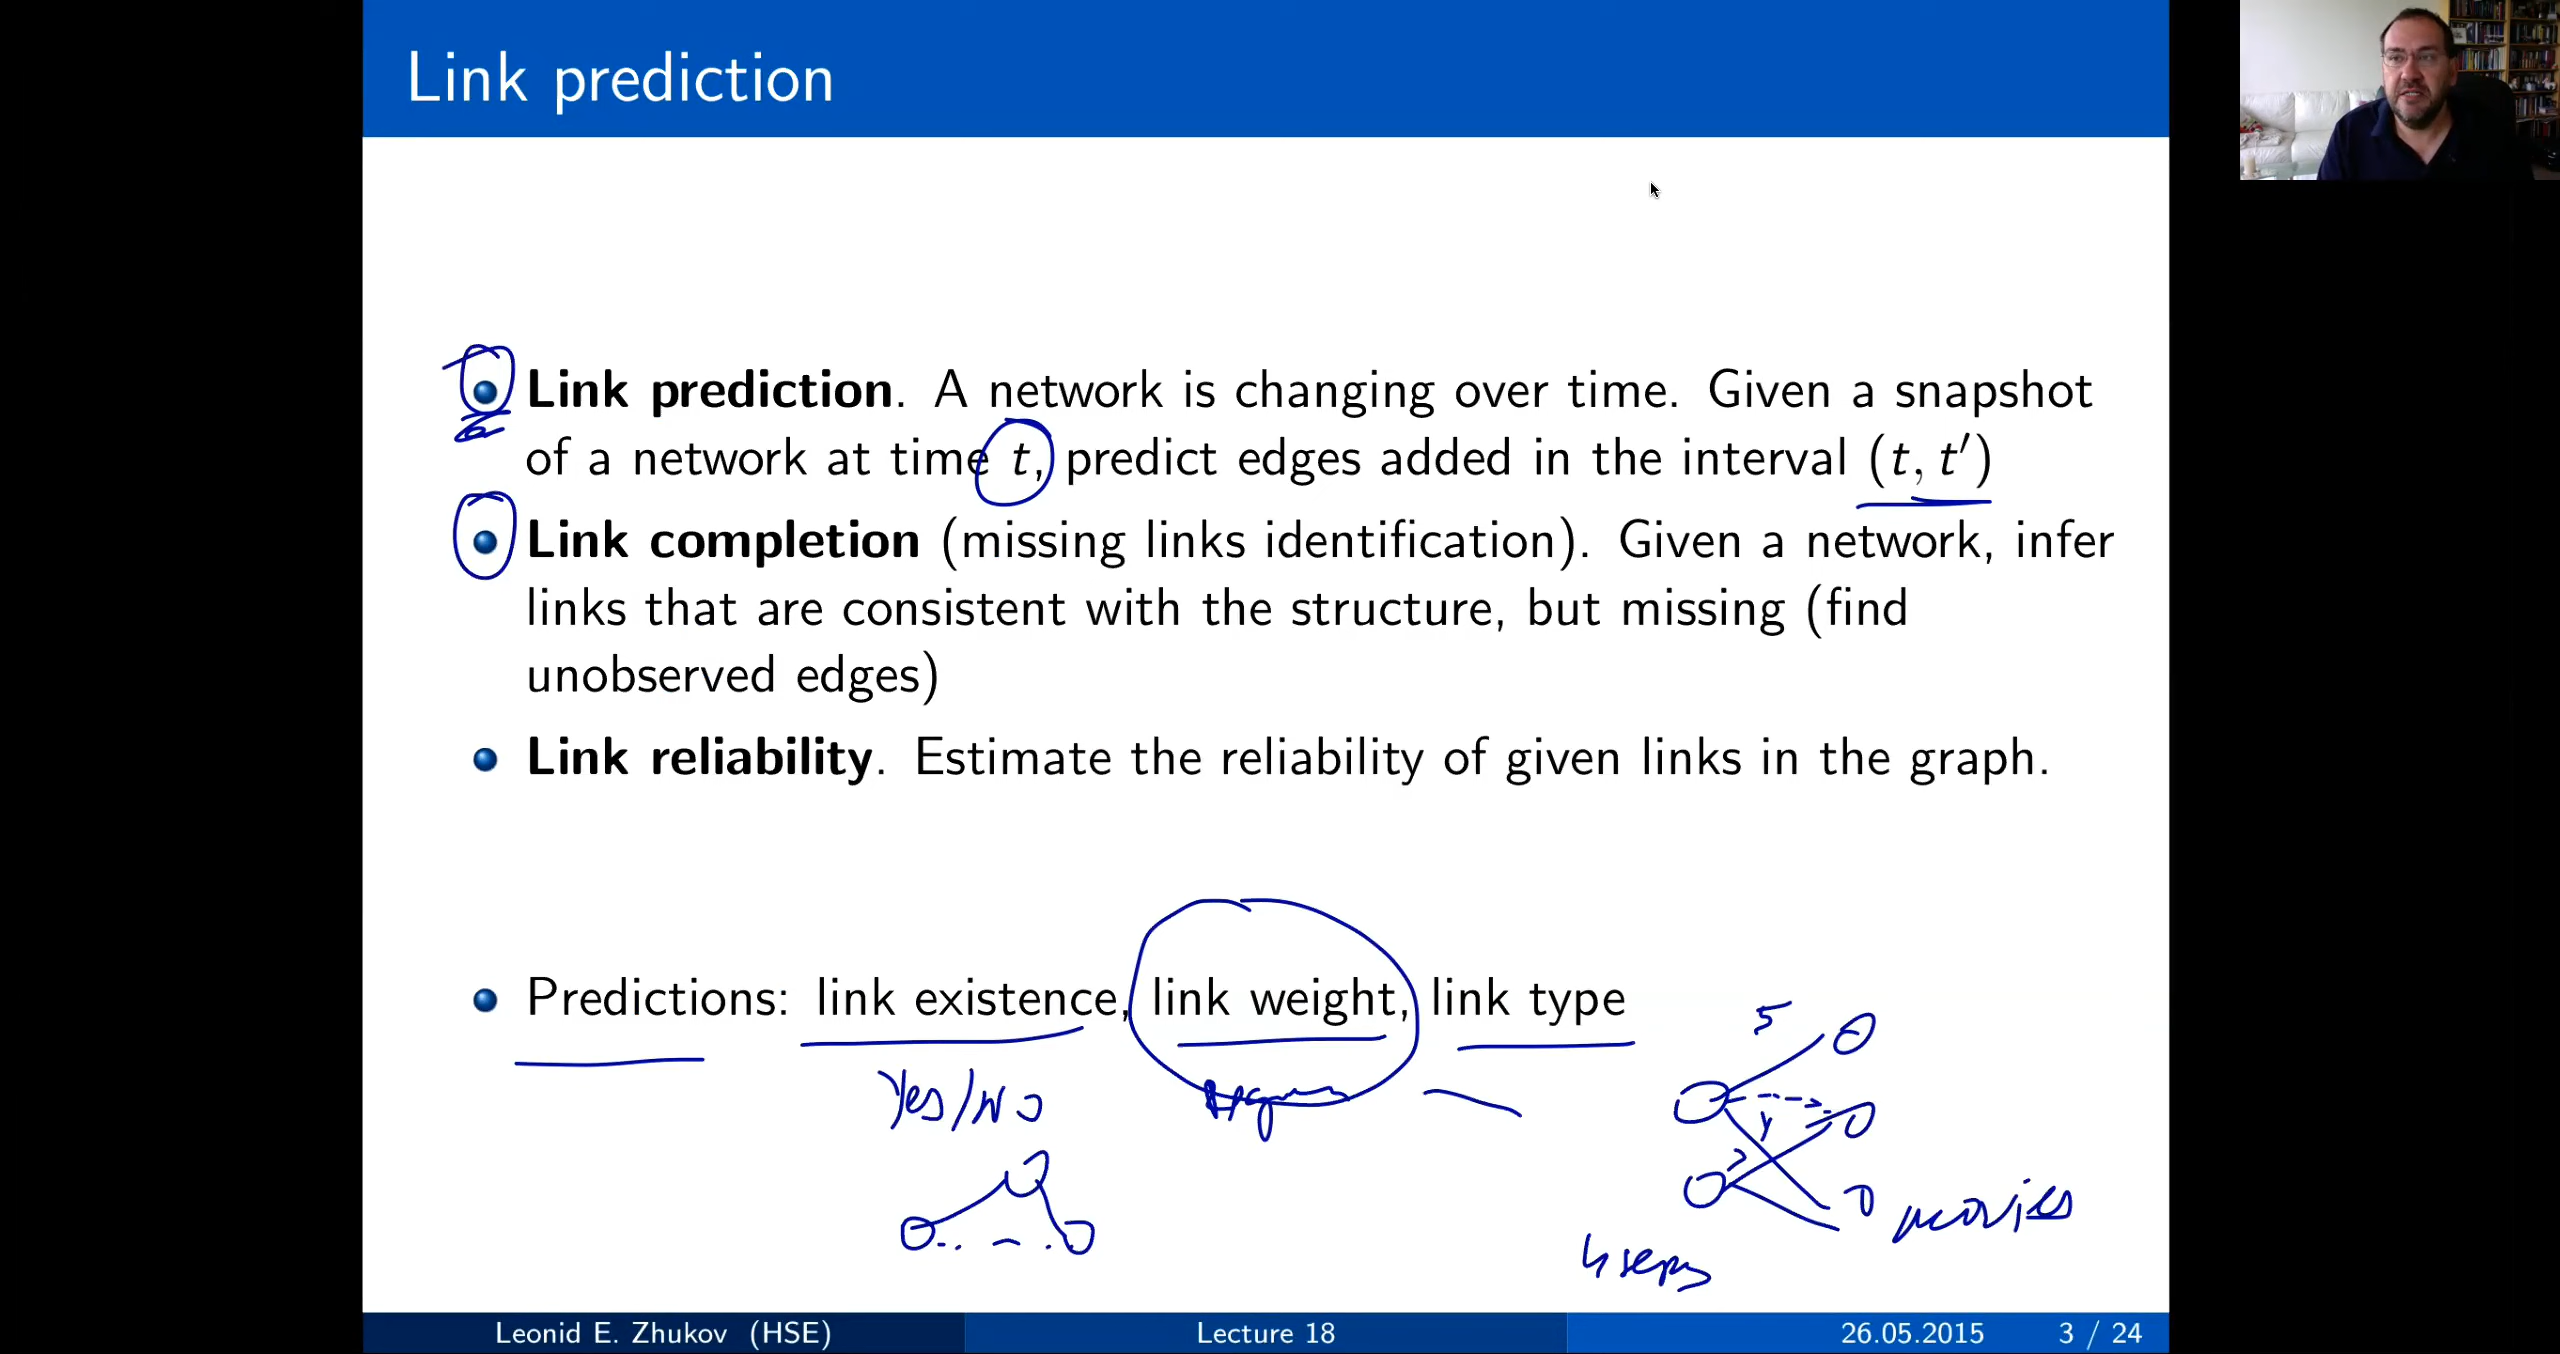 Link prediction
Link prediction. A network is changing over time. Given a snapshot
of a network at time t, predict edges added in the interval (t, t′)
Link completion (missing links identification). Given a network, infer
links that are consistent with the structure, but missing (find
unobserved edges)
Link reliability. Estimate the reliability of given links in the graph.
Predictions: link existence, link weight, link type
5
Yes/No
movies
users
Leonid E. Zhukov (HSE)
Lecture 18
26.05.2015
3 / 24